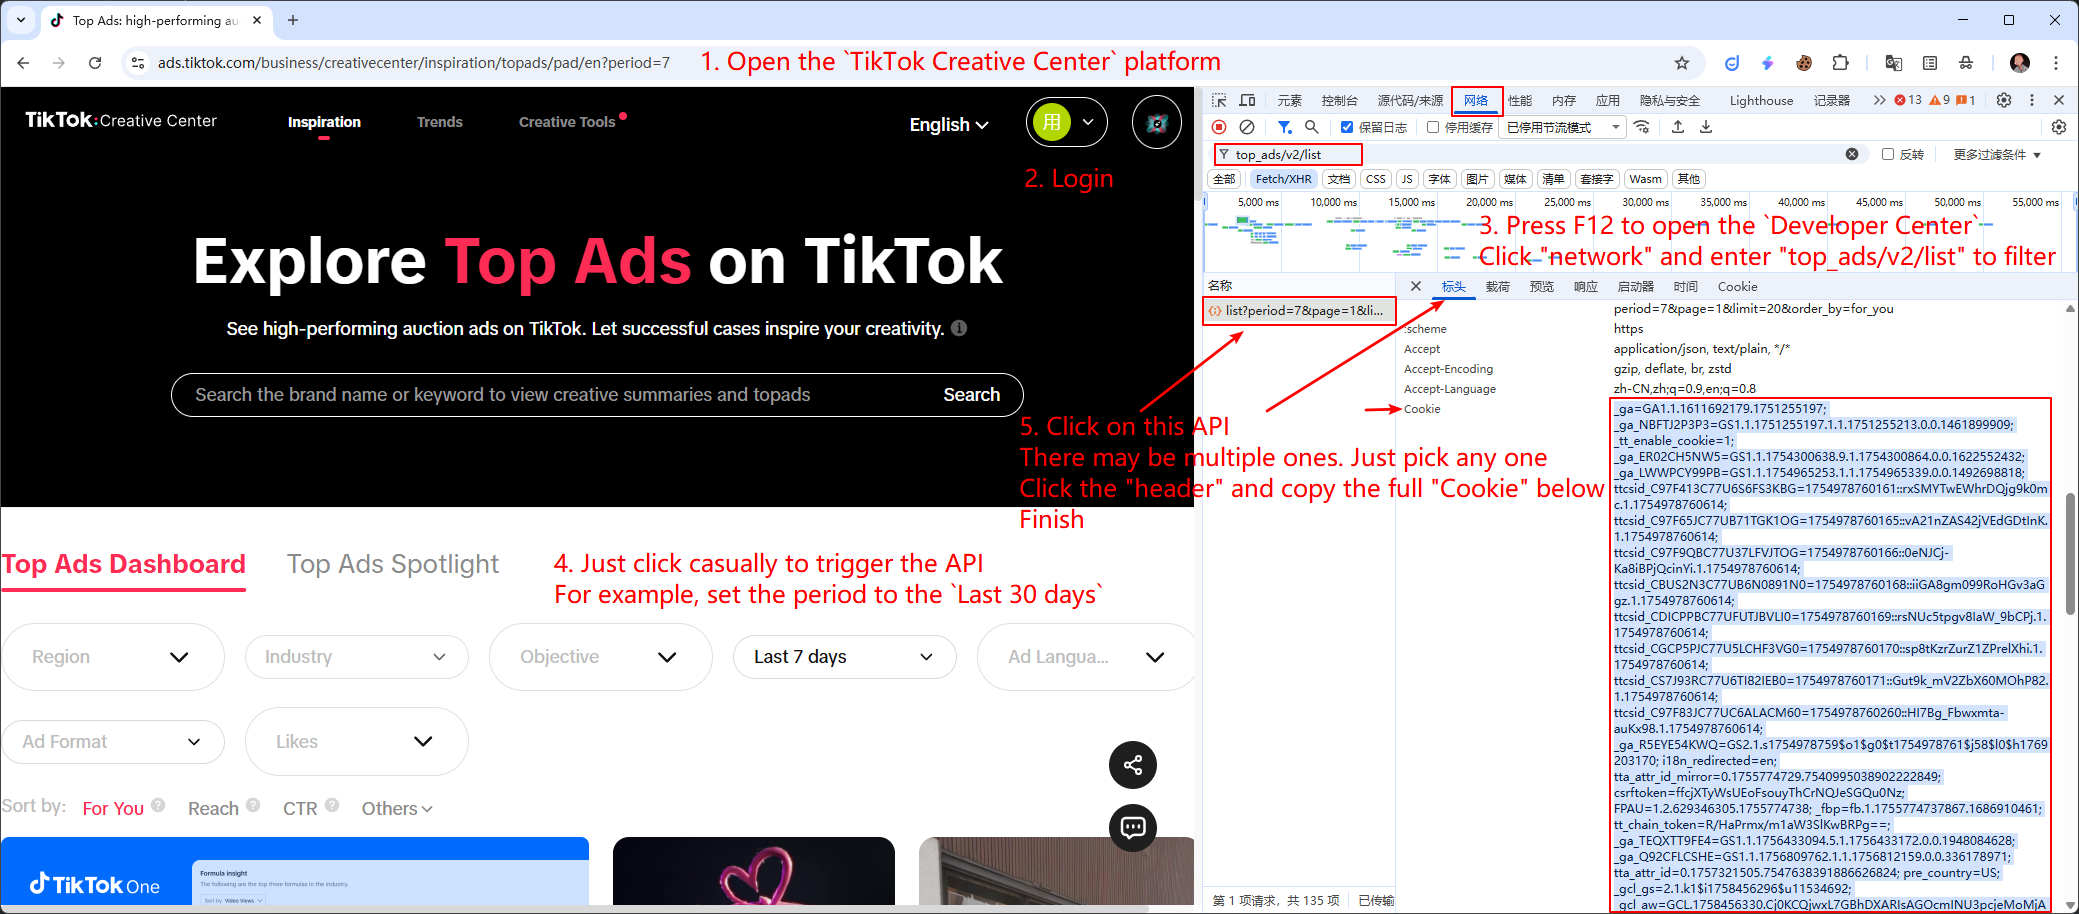 Top Ads: high-performing au
ads.tiktok.com/business/creativecenter/inspiration/topads/pad/en?period=7
1. Open the `TikTok Creative Center` platform
TikTok:Creative Center
Inspiration
Trends
Creative Tools
English
用
2. Login
Explore Top Ads on TikTok
See high-performing auction ads on TikTok. Let successful cases inspire your creativity.
Search the brand name or keyword to view creative summaries and topads
Search
5. Click on this API
There may be multiple ones. Just pick any one
Click the "header" and copy the full "Cookie" below
Finish
Top Ads Dashboard
Top Ads Spotlight
4. Just click casually to trigger the API
For example, set the period to the `Last 30 days`
Region
Industry
Objective
Last 7 days
Ad Langua...
Ad Format
Likes
Sort by:
For You
Reach
CTR
Others
TikTok One
Formula insight
The following are the top three formulas in the industry.
Sort by Video Views
元素
控制台
源代码/来源
网络
性能
内存
应用
隐私与安全
Lighthouse
记录器
13
9
1
保留日志
停用缓存
已停用节流模式
top_ads/v2/list
反转
更多过滤条件
全部
Fetch/XHR
文档
CSS
JS
字体
图片
媒体
清单
套接字
Wasm
其他
5,000 ms
10,000 ms
15,000 ms
20,000 ms
25,000 ms
30,000 ms
35,000 ms
40,000 ms
45,000 ms
50,000 ms
55,000 ms
3. Press F12 to open the `Developer Center`
Click "network" and enter "top_ads/v2/list" to filter
名称
list?period=7&page=1&li...
标头
载荷
预览
响应
启动器
时间
Cookie
period=7&page=1&limit=20&order_by=for_you
:scheme
https
Accept
application/json, text/plain, */*
Accept-Encoding
gzip, deflate, br, zstd
Accept-Language
zh-CN,zh;q=0.9,en;q=0.8
Cookie
_ga=GA1.1.1611692179.1751255197;
_ga_NBFTJ2P3P3=GS1.1.1751255197.1.1.1751255213.0.0.1461899909;
_tt_enable_cookie=1;
_ga_ER02CH5NW5=GS1.1.1754300638.9.1.1754300864.0.0.1622552432;
_ga_LWWPCY99PB=GS1.1.1754965253.1.1.1754965339.0.0.1492698818;
ttcsid_C97F413C77U6S6FS3KBG=1754978760161::rxSMYTwEWhrDQjg9k0m
c.1.1754978760614;
ttcsid_C97F65JC77UB71TGK1OG=1754978760165::vA21nZAS42jVEdGDtInK.
1.1754978760614;
ttcsid_C97F9QBC77U37LFVJTOG=1754978760166::0eNJCj-
Ka8iBPjQcinYi.1.1754978760614;
ttcsid_CBUS2N3C77UB6N0891N0=1754978760168::iiGA8gm099RoHGv3aG
gz.1.1754978760614;
ttcsid_CDICPPBC77UFUTJBVLI0=1754978760169::rsNUc5tpgv8IaW_9bCPj.1.
1754978760614;
ttcsid_CGCP5PJC77U5LCHF3VG0=1754978760170::sp8tKzrZurZ1ZPrelXhi.1.
1754978760614;
ttcsid_CS7J93RC77U6TI82IEB0=1754978760171::Gut9k_mV2ZbX60MOhP82.
1.1754978760614;
ttcsid_C97F83JC77UC6ALACM60=1754978760260::HI7Bg_Fbwxmta-
auKx98.1.1754978760614;
_ga_R5EYE54KWQ=GS2.1.s1754978759$o1$g0$t1754978761$j58$l0$h1769
203170; i18n_redirected=en;
tta_attr_id_mirror=0.1755774729.7540995038902222849;
csrftoken=ffcjXTyWsUEoFsouyThCrNQJeSGQu0Nz;
FPAU=1.2.629346305.1755774738; _fbp=fb.1.1755774737867.1686910461;
tt_chain_token=R/HaPrmx/m1aW3SlKwBRPg==;
_ga_TEQXTT9FE4=GS1.1.1756433094.5.1.1756433172.0.0.1948084628;
_ga_Q92CFLCSHE=GS1.1.1756809762.1.1.1756812159.0.0.336178971;
tta_attr_id=0.1757321505.7547638391886626824; pre_country=US;
_gcl_gs=2.1.k1$i1758456296$u11534692;
_gcl_aw=GCL.1758456330.Cj0KCQjwxL7GBhDXARIsAGOcmINU3pcjeMoMjA
第 1 项请求，共 135 项
已传输